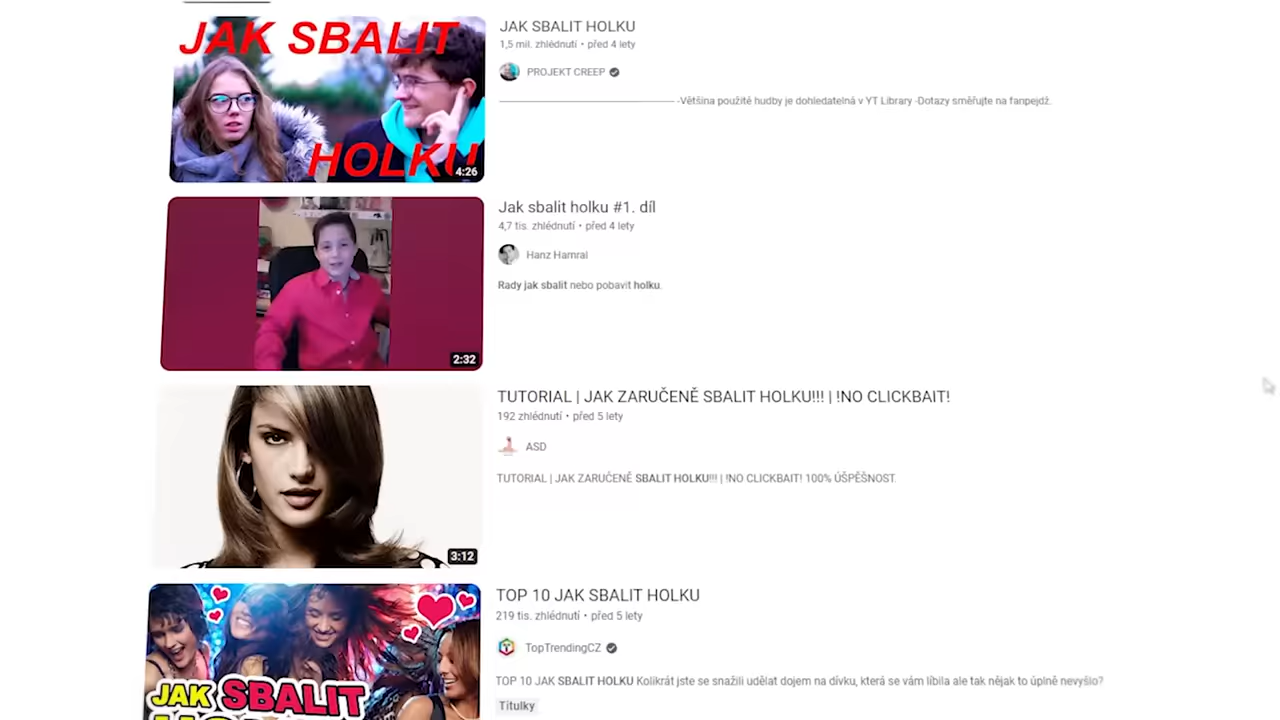 JAK SBALIT
HOLKU
4:26
JAK SBALIT HOLKU
1,5 mil. zhlédnutí • před 4 lety
PROJEKT CREEP
-Většina použité hudby je dohledatelná v YT Library -Dotazy směřujte na fanpejdž.
2:32
Jak sbalit holku #1. díl
4,7 tis. zhlédnutí • před 4 lety
Hanz Hamrai
Rady jak sbalit nebo pobavit holku.
3:12
TUTORIAL | JAK ZARUČENĚ SBALIT HOLKU!!! | !NO CLICKBAIT!
192 zhlédnutí • před 5 lety
ASD
TUTORIAL | JAK ZARUČENĚ SBALIT HOLKU!!! | !NO CLICKBAIT! 100% ÚŠPĚŠNOST.
JAK SBALIT
TOP 10 JAK SBALIT HOLKU
219 tis. zhlédnutí • před 5 lety
TopTrendingCZ
TOP 10 JAK SBALIT HOLKU Kolikrát jste se snažili udělat dojem na dívku, která se vám líbila ale tak nějak to úplně nevyšlo?
Titulky